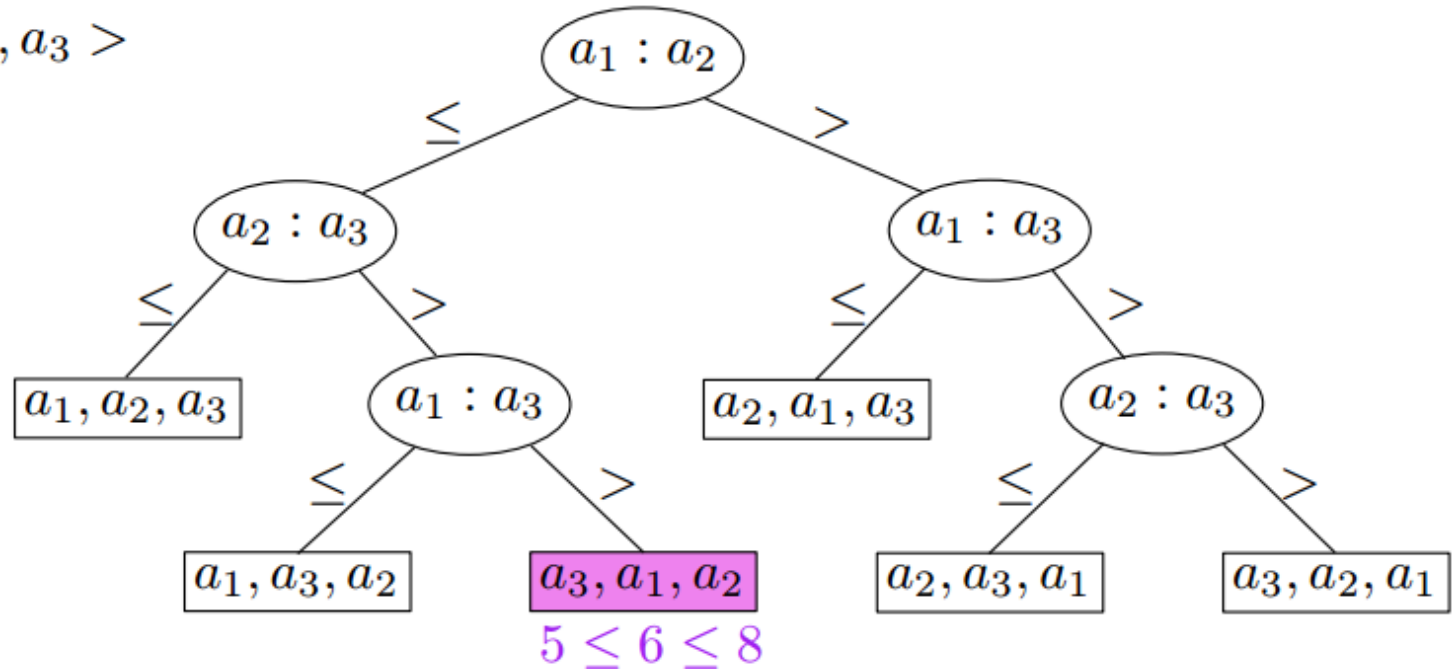 , a₃ >
a₁ : a₂
≤ >
a₂ : a₃ a₁ : a₃
≤ > ≤ >
a₁, a₂, a₃ a₁ : a₃ a₂, a₁, a₃ a₂ : a₃
≤ > ≤ >
a₁, a₃, a₂ a₃, a₁, a₂ a₂, a₃, a₁ a₃, a₂, a₁
5 ≤ 6 ≤ 8